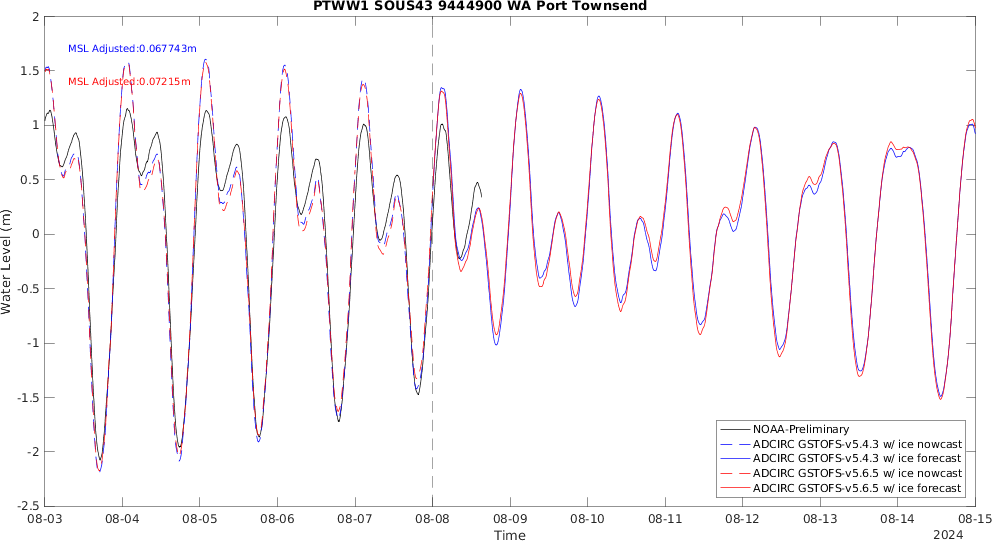 PTWW1 SOUS43 9444900 WA Port Townsend
MSL Adjusted:0.067743m
MSL Adjusted:0.07215m
Water Level (m)
2
1.5
1
0.5
0
-0.5
-1
-1.5
-2
-2.5
NOAA-Preliminary
ADCIRC GSTOFS-v5.4.3 w/ ice nowcast
ADCIRC GSTOFS-v5.4.3 w/ ice forecast
ADCIRC GSTOFS-v5.6.5 w/ ice nowcast
ADCIRC GSTOFS-v5.6.5 w/ ice forecast
08-03 08-04 08-05 08-06 08-07 08-08 08-09 08-10 08-11 08-12 08-13 08-14 08-15
Time
2024